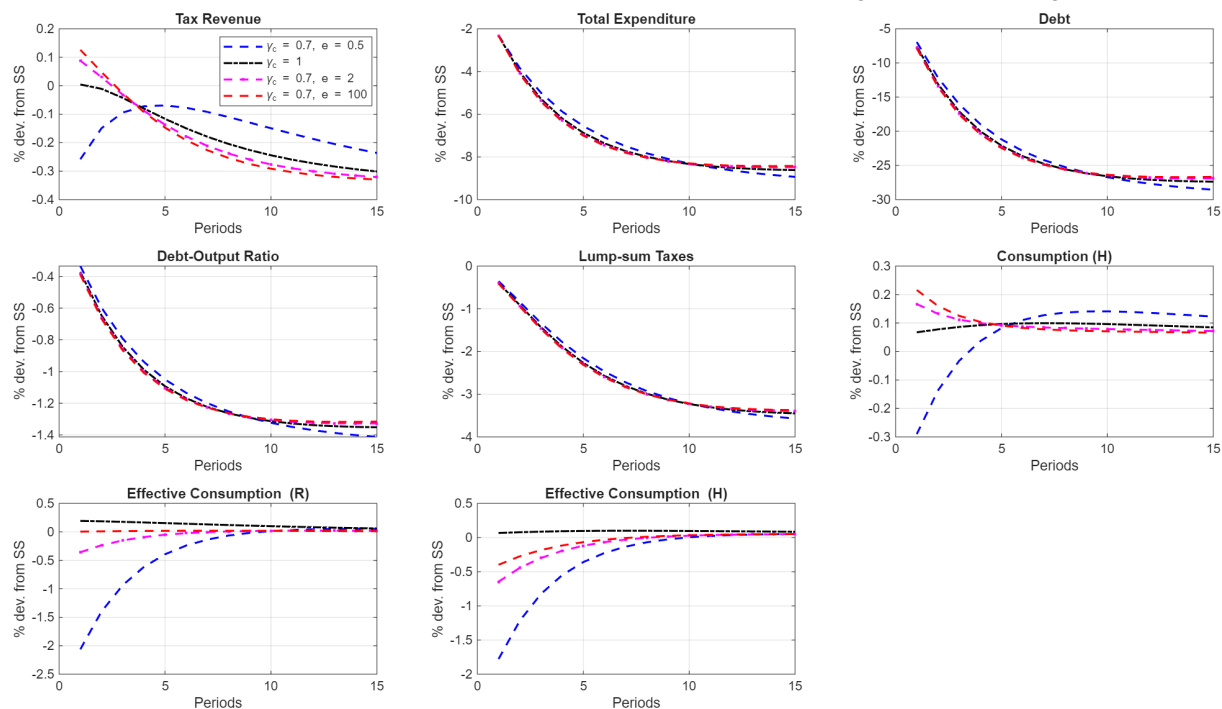 Tax Revenue
0.2
0.1
0
-0.1
-0.2
-0.3
-0.4
% dev. from SS
0
5
10
15
Periods
γc = 0.7, e = 0.5
γc = 1
γc = 0.7, e = 2
γc = 0.7, e = 100
Total Expenditure
-2
-4
-6
-8
-10
% dev. from SS
0
5
10
15
Periods
Debt
-5
-10
-15
-20
-25
-30
% dev. from SS
0
5
10
15
Periods
Debt-Output Ratio
-0.4
-0.6
-0.8
-1
-1.2
-1.4
% dev. from SS
0
5
10
15
Periods
Lump-sum Taxes
0
-1
-2
-3
-4
% dev. from SS
0
5
10
15
Periods
Consumption (H)
0.3
0.2
0.1
0
-0.1
-0.2
-0.3
% dev. from SS
0
5
10
15
Periods
Effective Consumption (R)
0.5
0
-0.5
-1
-1.5
-2
-2.5
% dev. from SS
0
5
10
15
Periods
Effective Consumption (H)
0.5
0
-0.5
-1
-1.5
-2
% dev. from SS
0
5
10
15
Periods